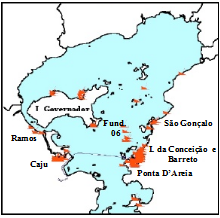 I. Governador
Fund.
06
São Gonçalo
Ramos
I. da Conceição e
Barreto
Caju
Ponta D'Areia